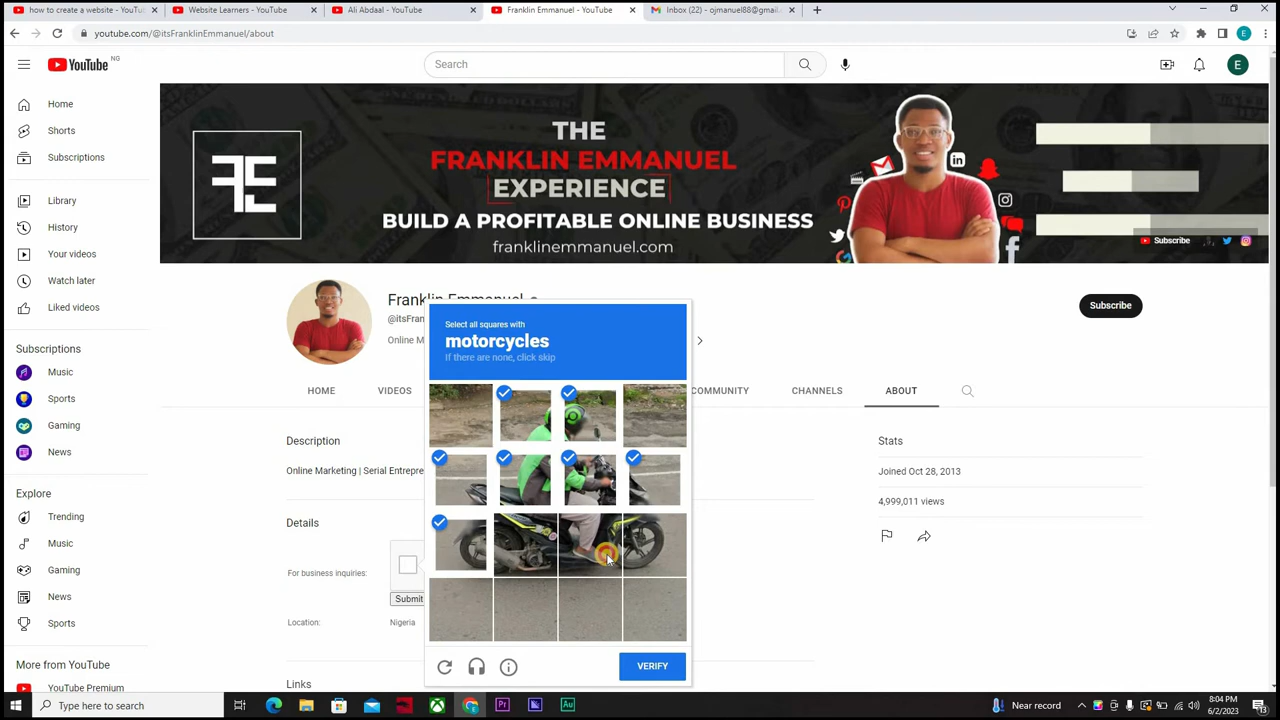 how to create a website - YouTu
Website Learners - YouTube
Ali Abdaal - YouTube
Franklin Emmanuel - YouTube
Inbox (22) - ojmanuel88@gmail.
youtube.com/@itsFranklinEmmanuel/about
YouTube NG
Search
E
Home
Shorts
Subscriptions
Library
History
Your videos
Watch later
Liked videos
Subscriptions
Music
Sports
Gaming
News
Explore
Trending
Music
Gaming
News
Sports
More from YouTube
YouTube Premium
FE
THE
FRANKLIN EMMANUEL
EXPERIENCE
BUILD A PROFITABLE ONLINE BUSINESS
franklinemmanuel.com
Subscribe
Franklin Emmanuel
@itsFran
Online M
Subscribe
HOME
VIDEOS
COMMUNITY
CHANNELS
ABOUT
Description
Online Marketing | Serial Entrepre
Details
For business inquiries:
Submit
Location:
Nigeria
Links
Select all squares with
motorcycles
If there are none, click skip
VERIFY
Stats
Joined Oct 28, 2013
4,999,011 views
Type here to search
Pr
Au
Near record
8:04 PM
6/2/2023